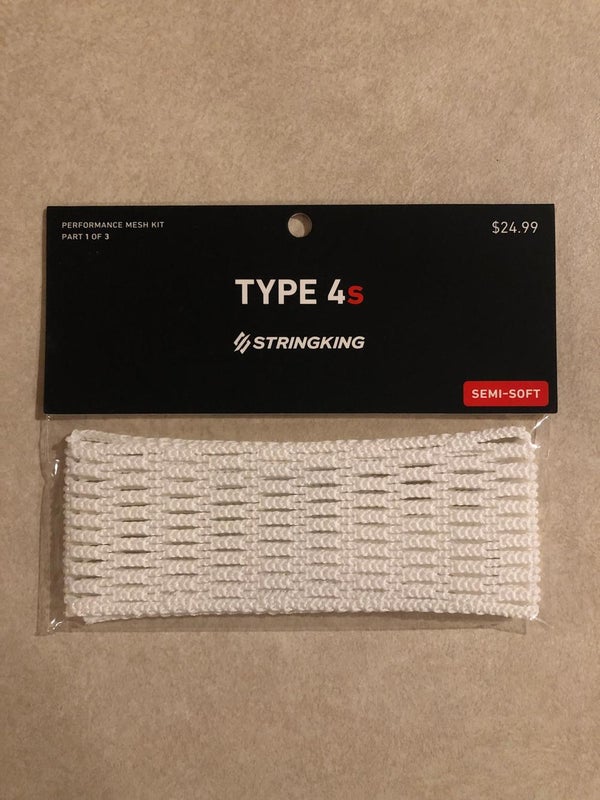 PERFORMANCE MESH KIT
PART 1 OF 3
$24.99
TYPE 4s
STRINGKING
SEMI-SOFT